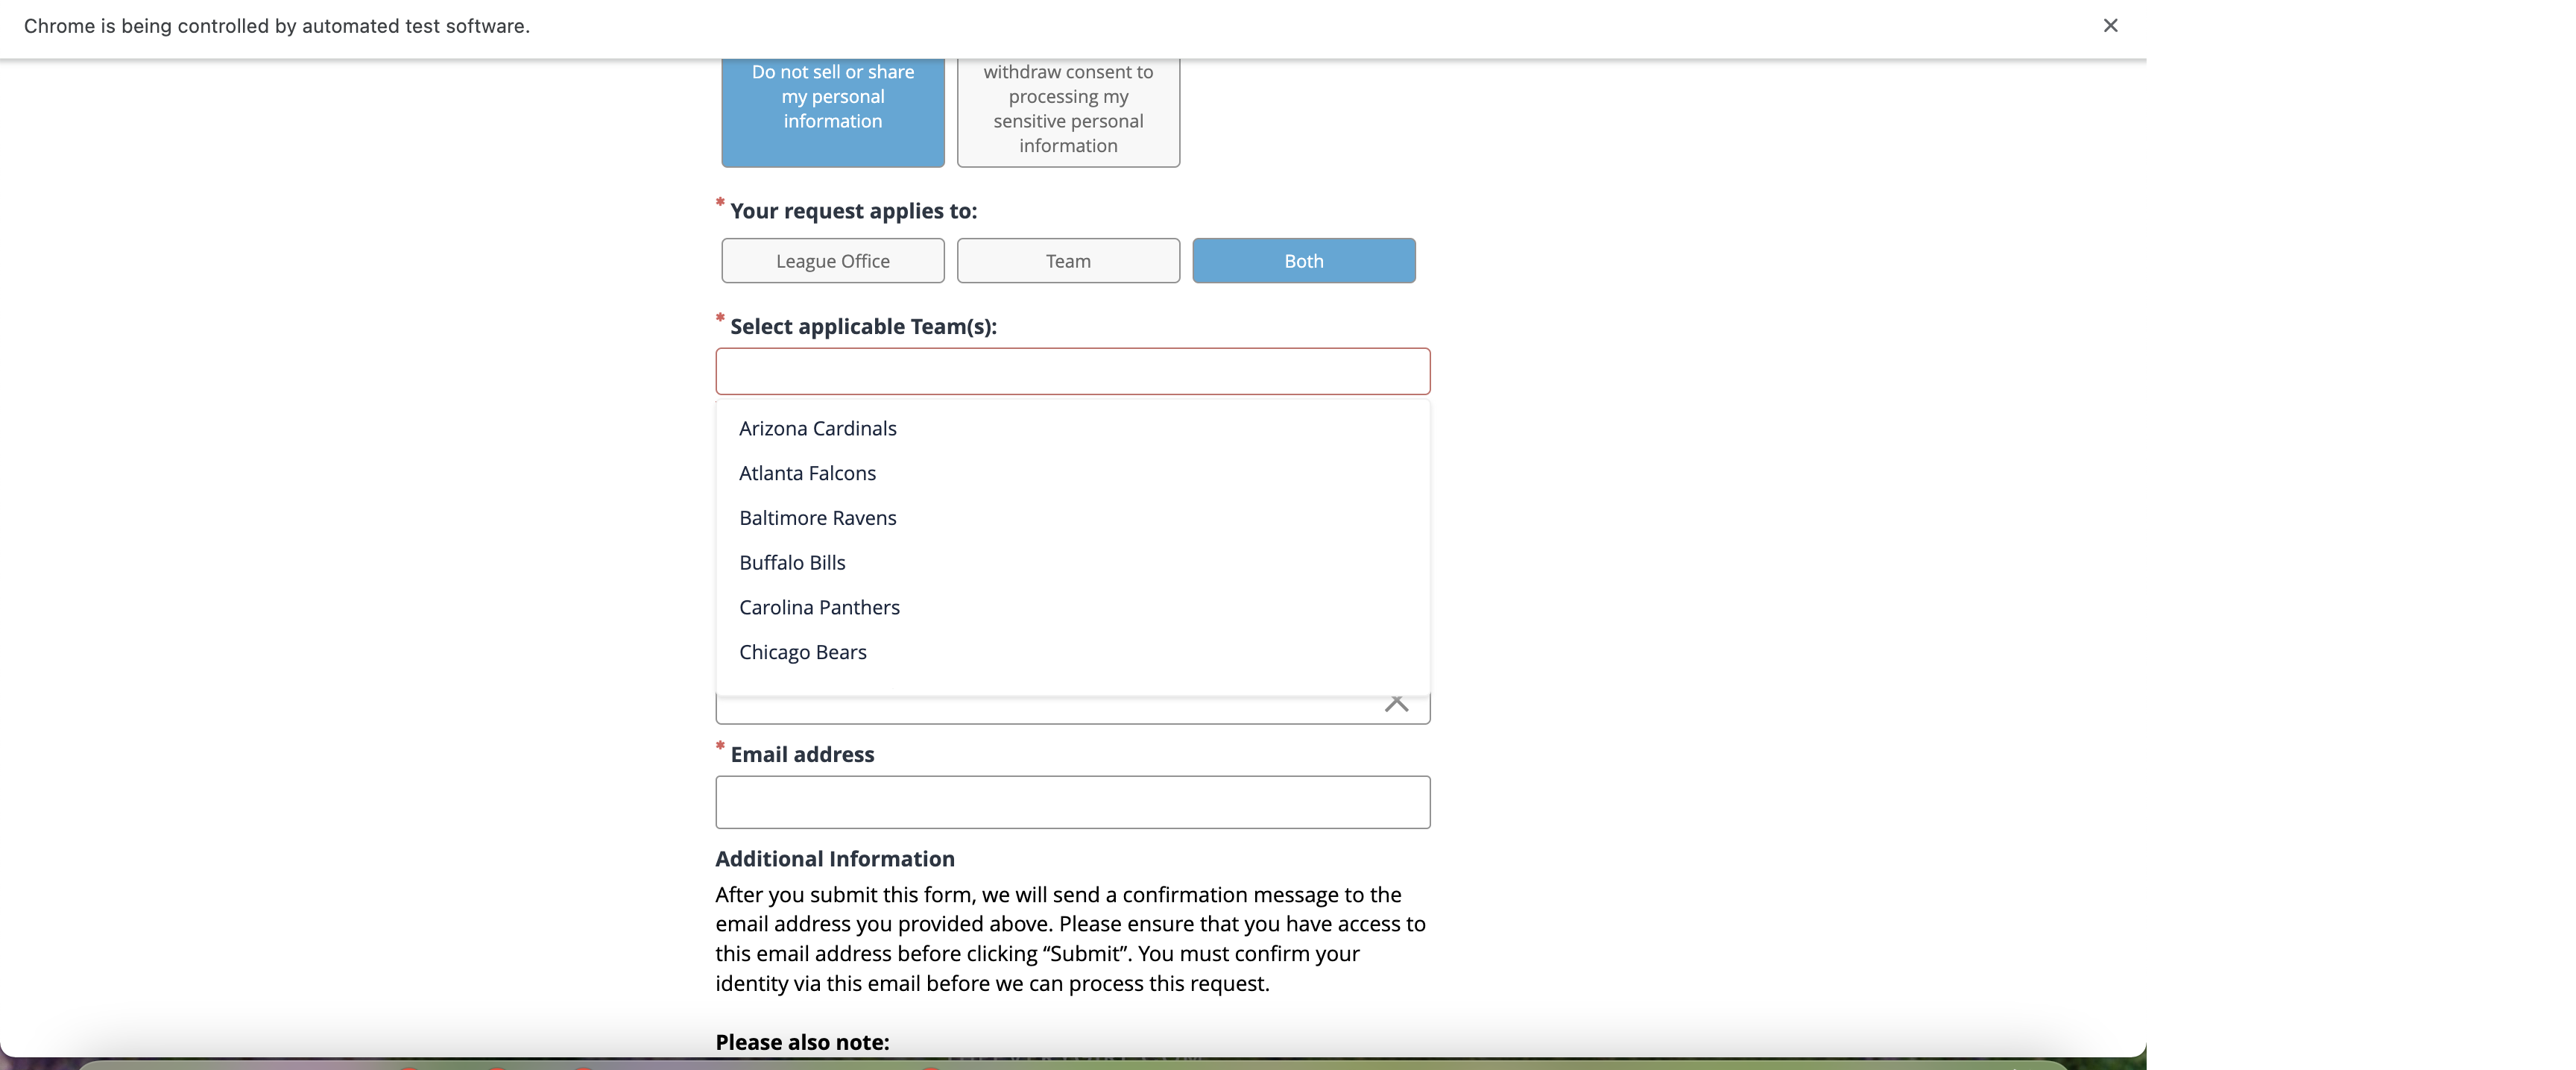 Chrome is being controlled by automated test software.
Do not sell or share
my personal
information
withdraw consent to
processing my
sensitive personal
information
* Your request applies to:
League Office
Team
Both
* Select applicable Team(s):
Arizona Cardinals
Atlanta Falcons
Baltimore Ravens
Buffalo Bills
Carolina Panthers
Chicago Bears
* Email address
Additional Information
After you submit this form, we will send a confirmation message to the
email address you provided above. Please ensure that you have access to
this email address before clicking “Submit”. You must confirm your
identity via this email before we can process this request.
Please also note: